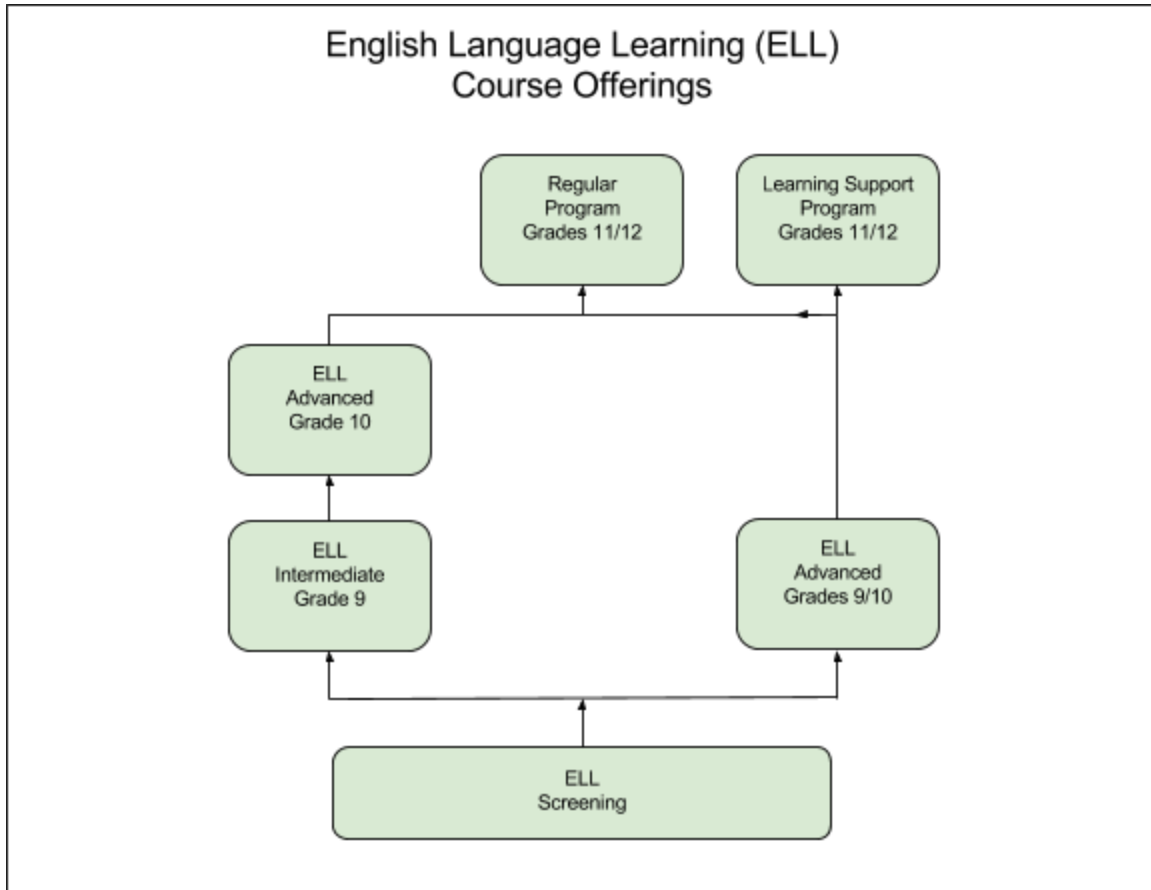 English Language Learning (ELL)
Course Offerings
Regular
Program
Grades 11/12
Learning Support
Program
Grades 11/12
ELL
Advanced
Grade 10
ELL
Intermediate
Grade 9
ELL
Advanced
Grades 9/10
ELL
Screening